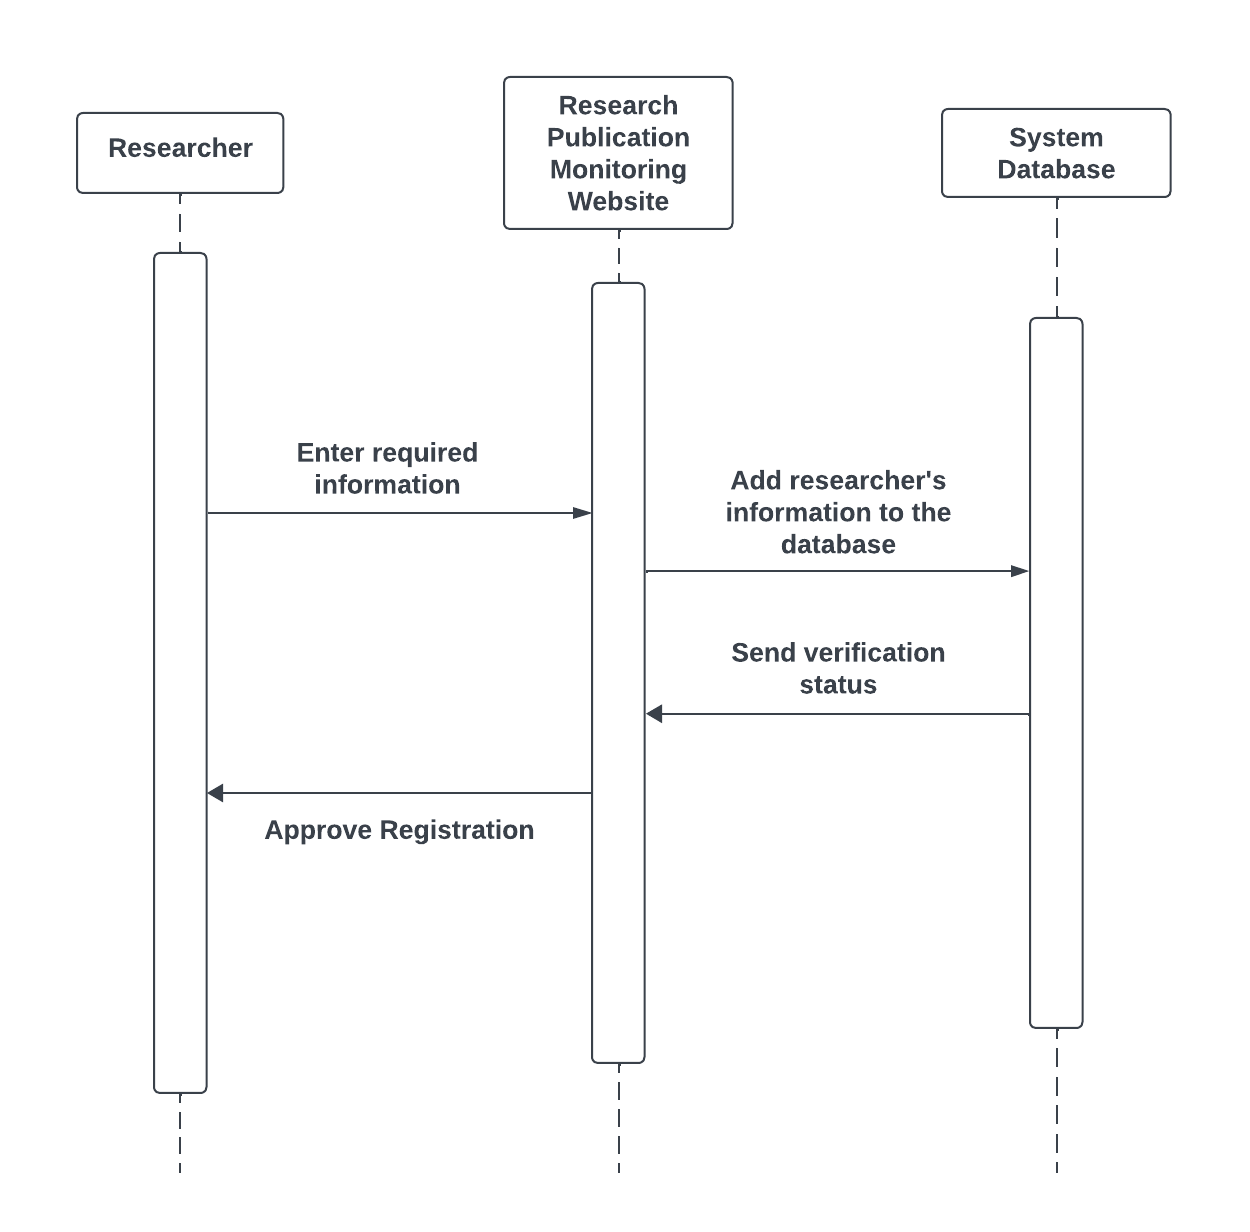 Researcher
Research
Publication
Monitoring
Website
System
Database
Enter required
information
Add researcher's
information to the
database
Send verification
status
Approve Registration